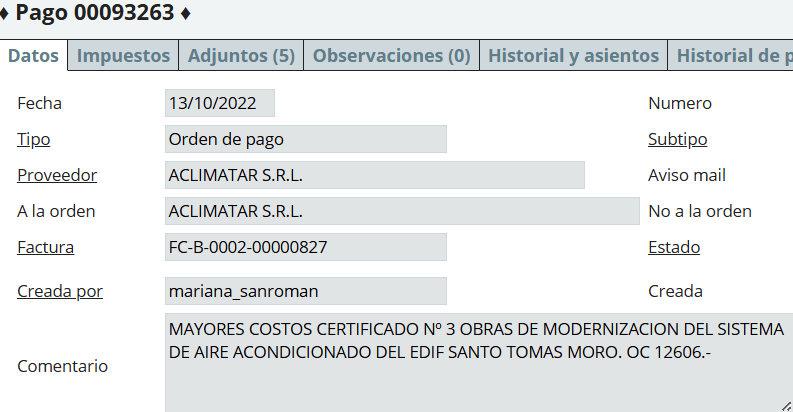 ♦ Pago 00093263 ♦
Datos Impuestos Adjuntos (5) Observaciones (0) Historial y asientos Historial de p
Fecha 13/10/2022 Numero
Tipo Orden de pago Subtipo
Proveedor ACLIMATAR S.R.L. Aviso mail
A la orden ACLIMATAR S.R.L. No a la orden
Factura FC-B-0002-00000827 Estado
Creada por mariana_sanroman Creada
Comentario MAYORES COSTOS CERTIFICADO Nº 3 OBRAS DE MODERNIZACION DEL SISTEMA
DE AIRE ACONDICIONADO DEL EDIF SANTO TOMAS MORO. OC 12606.-